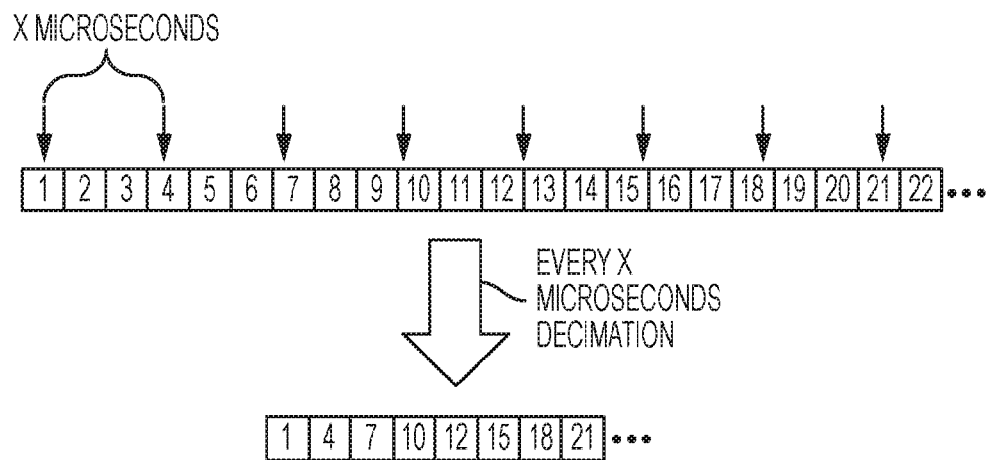 X MICROSECONDS
1 2 3 4 5 6 7 8 9 10 11 12 13 14 15 16 17 18 19 20 21 22 •••
EVERY X
MICROSECONDS
DECIMATION
1 4 7 10 12 15 18 21 •••